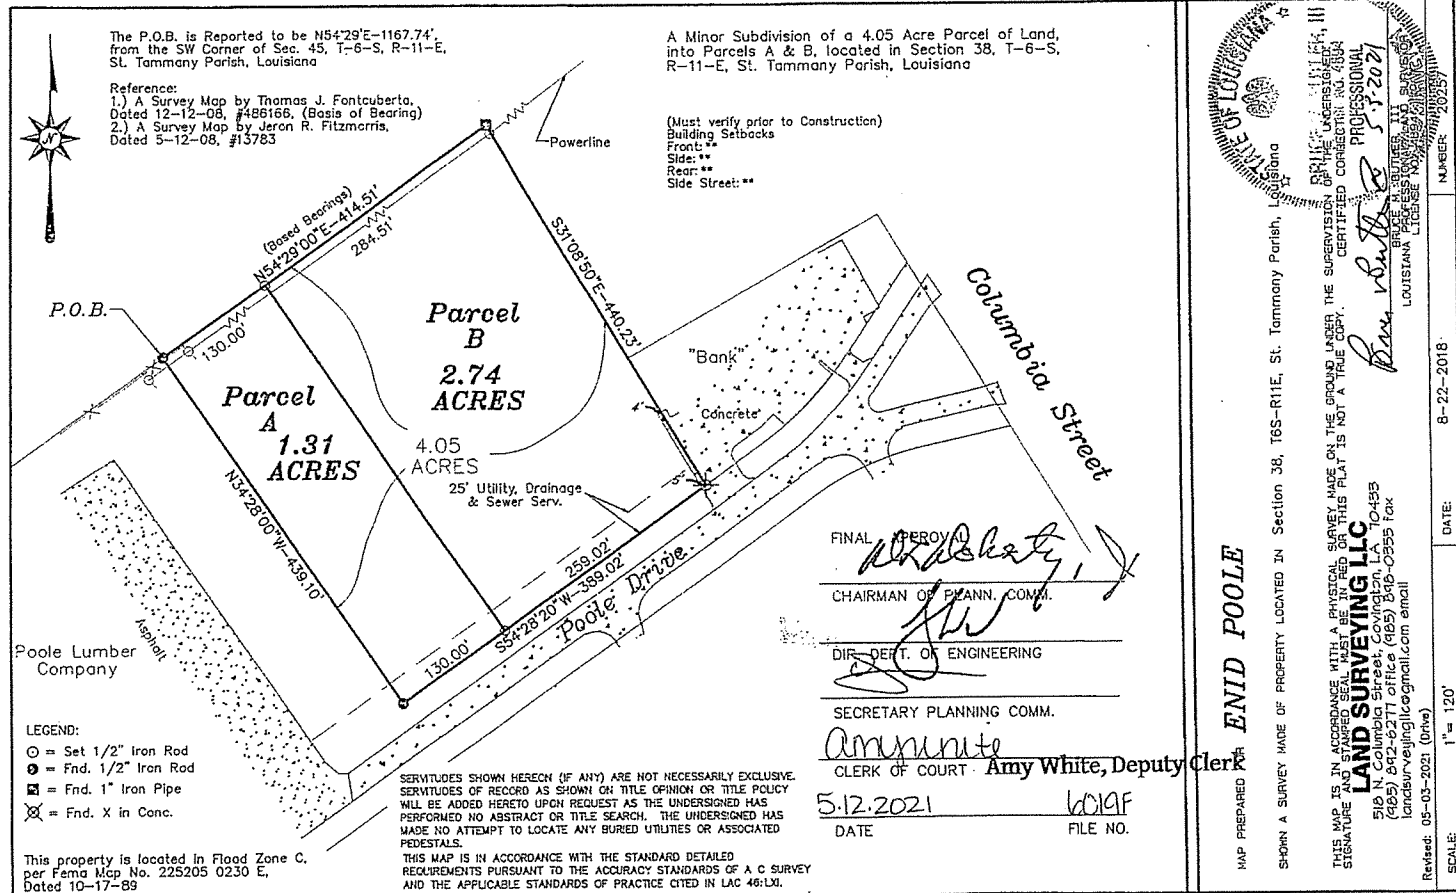 The P.O.B. is Reported to be N54°29'E-1167.74',
from the SW Corner of Sec. 45, T-6-S, R-11-E,
St. Tammany Parish, Louisiana
Reference:
1.) A Survey Map by Thomas J. Fontcuberta,
Dated 12-12-08, #486166, (Basis of Bearing)
2.) A Survey Map by Jeron R. Fitzmorris,
Dated 5-12-08, #13783
A Minor Subdivision of a 4.05 Acre Parcel of Land,
into Parcels A & B, located in Section 38, T-6-S,
R-11-E, St. Tammany Parish, Louisiana
(Must verify prior to Construction)
Building Setbacks
Front: **
Side: **
Rear: **
Side Street: **
N
Powerline
(Based Bearings)
N54°29'00"E-414.51'
284.51'
130.00'
P.O.B.
S31°08'50"E-440.23'
Parcel
B
2.74
ACRES
Parcel
A
1.31
ACRES
4.05
ACRES
"Bank"
Concrete
4'
5'
Columbia Street
25' Utility, Drainage
& Sewer Serv.
N34°28'00"W-439.10'
259.02'
S54°28'20"W-389.02'
130.00'
Poole Drive
Asphalt
Poole Lumber
Company
LEGEND:
= Set 1/2" Iron Rod
= Fnd. 1/2" Iron Rod
= Fnd. 1" Iron Pipe
= Fnd. X in Conc.
This property is located in Flood Zone C,
per Fema Map No. 225205 0230 E,
Dated 10-17-89
SERVITUDES SHOWN HEREON (IF ANY) ARE NOT NECESSARILY EXCLUSIVE.
SERVITUDES OF RECORD AS SHOWN ON TITLE OPINION OR TITLE POLICY
WILL BE ADDED HERETO UPON REQUEST AS THE UNDERSIGNED HAS
PERFORMED NO ABSTRACT OR TITLE SEARCH. THE UNDERSIGNED HAS
MADE NO ATTEMPT TO LOCATE ANY BURIED UTILITIES OR ASSOCIATED
PEDESTALS.
THIS MAP IS IN ACCORDANCE WITH THE STANDARD DETAILED
REQUIREMENTS PURSUANT TO THE ACCURACY STANDARDS OF A C SURVEY
AND THE APPLICABLE STANDARDS OF PRACTICE CITED IN LAC 46:LXI.
FINAL APPROVAL
CHAIRMAN OF PLANN. COMM.
DIR. DEPT. OF ENGINEERING
SECRETARY PLANNING COMM.
CLERK OF COURT Amy White, Deputy Clerk
5.12.2021 6019F
DATE FILE NO.
MAP PREPARED FOR ENID POOLE
SHOWN A SURVEY MADE OF PROPERTY LOCATED IN Section 38, T6S-R11E, St. Tammany Parish, Louisiana
THIS MAP IS IN ACCORDANCE WITH A PHYSICAL SURVEY MADE ON THE GROUND UNDER THE SUPERVISION OF THE UNDERSIGNED.
SIGNATURE AND STAMPED SEAL MUST BE IN RED OR THIS PLAT IS NOT A TRUE COPY. CERTIFIED CORRECT
LAND SURVEYING LLC
518 N. Columbia Street, Covington, LA 70433
(985) 892-6277 office (985) 898-0355 fax
landsurveyingllc@gmail.com email
STATE OF LOUISIANA
PROFESSIONAL
5-5-2021
BRUCE M. BUTLER, III
LOUISIANA PROFESSIONAL LAND SURVEYOR
LICENSE NO.
Revised: 05-03-2021 (Drive)
SCALE: 1"= 120'
DATE: 8-22-2018
NUMBER: 20257